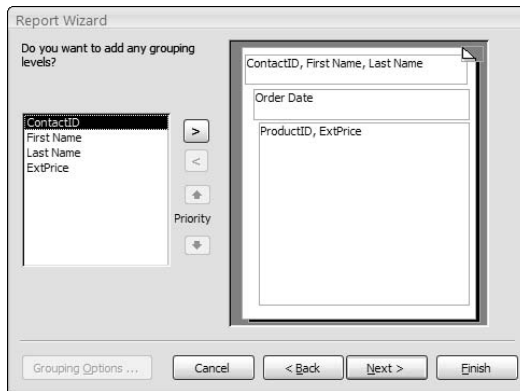 Report Wizard
Do you want to add any grouping
levels?
ContactID
First Name
Last Name
ExtPrice
>
<
Priority
ContactID, First Name, Last Name
Order Date
ProductID, ExtPrice
Grouping Options ...
Cancel
< Back
Next >
Finish